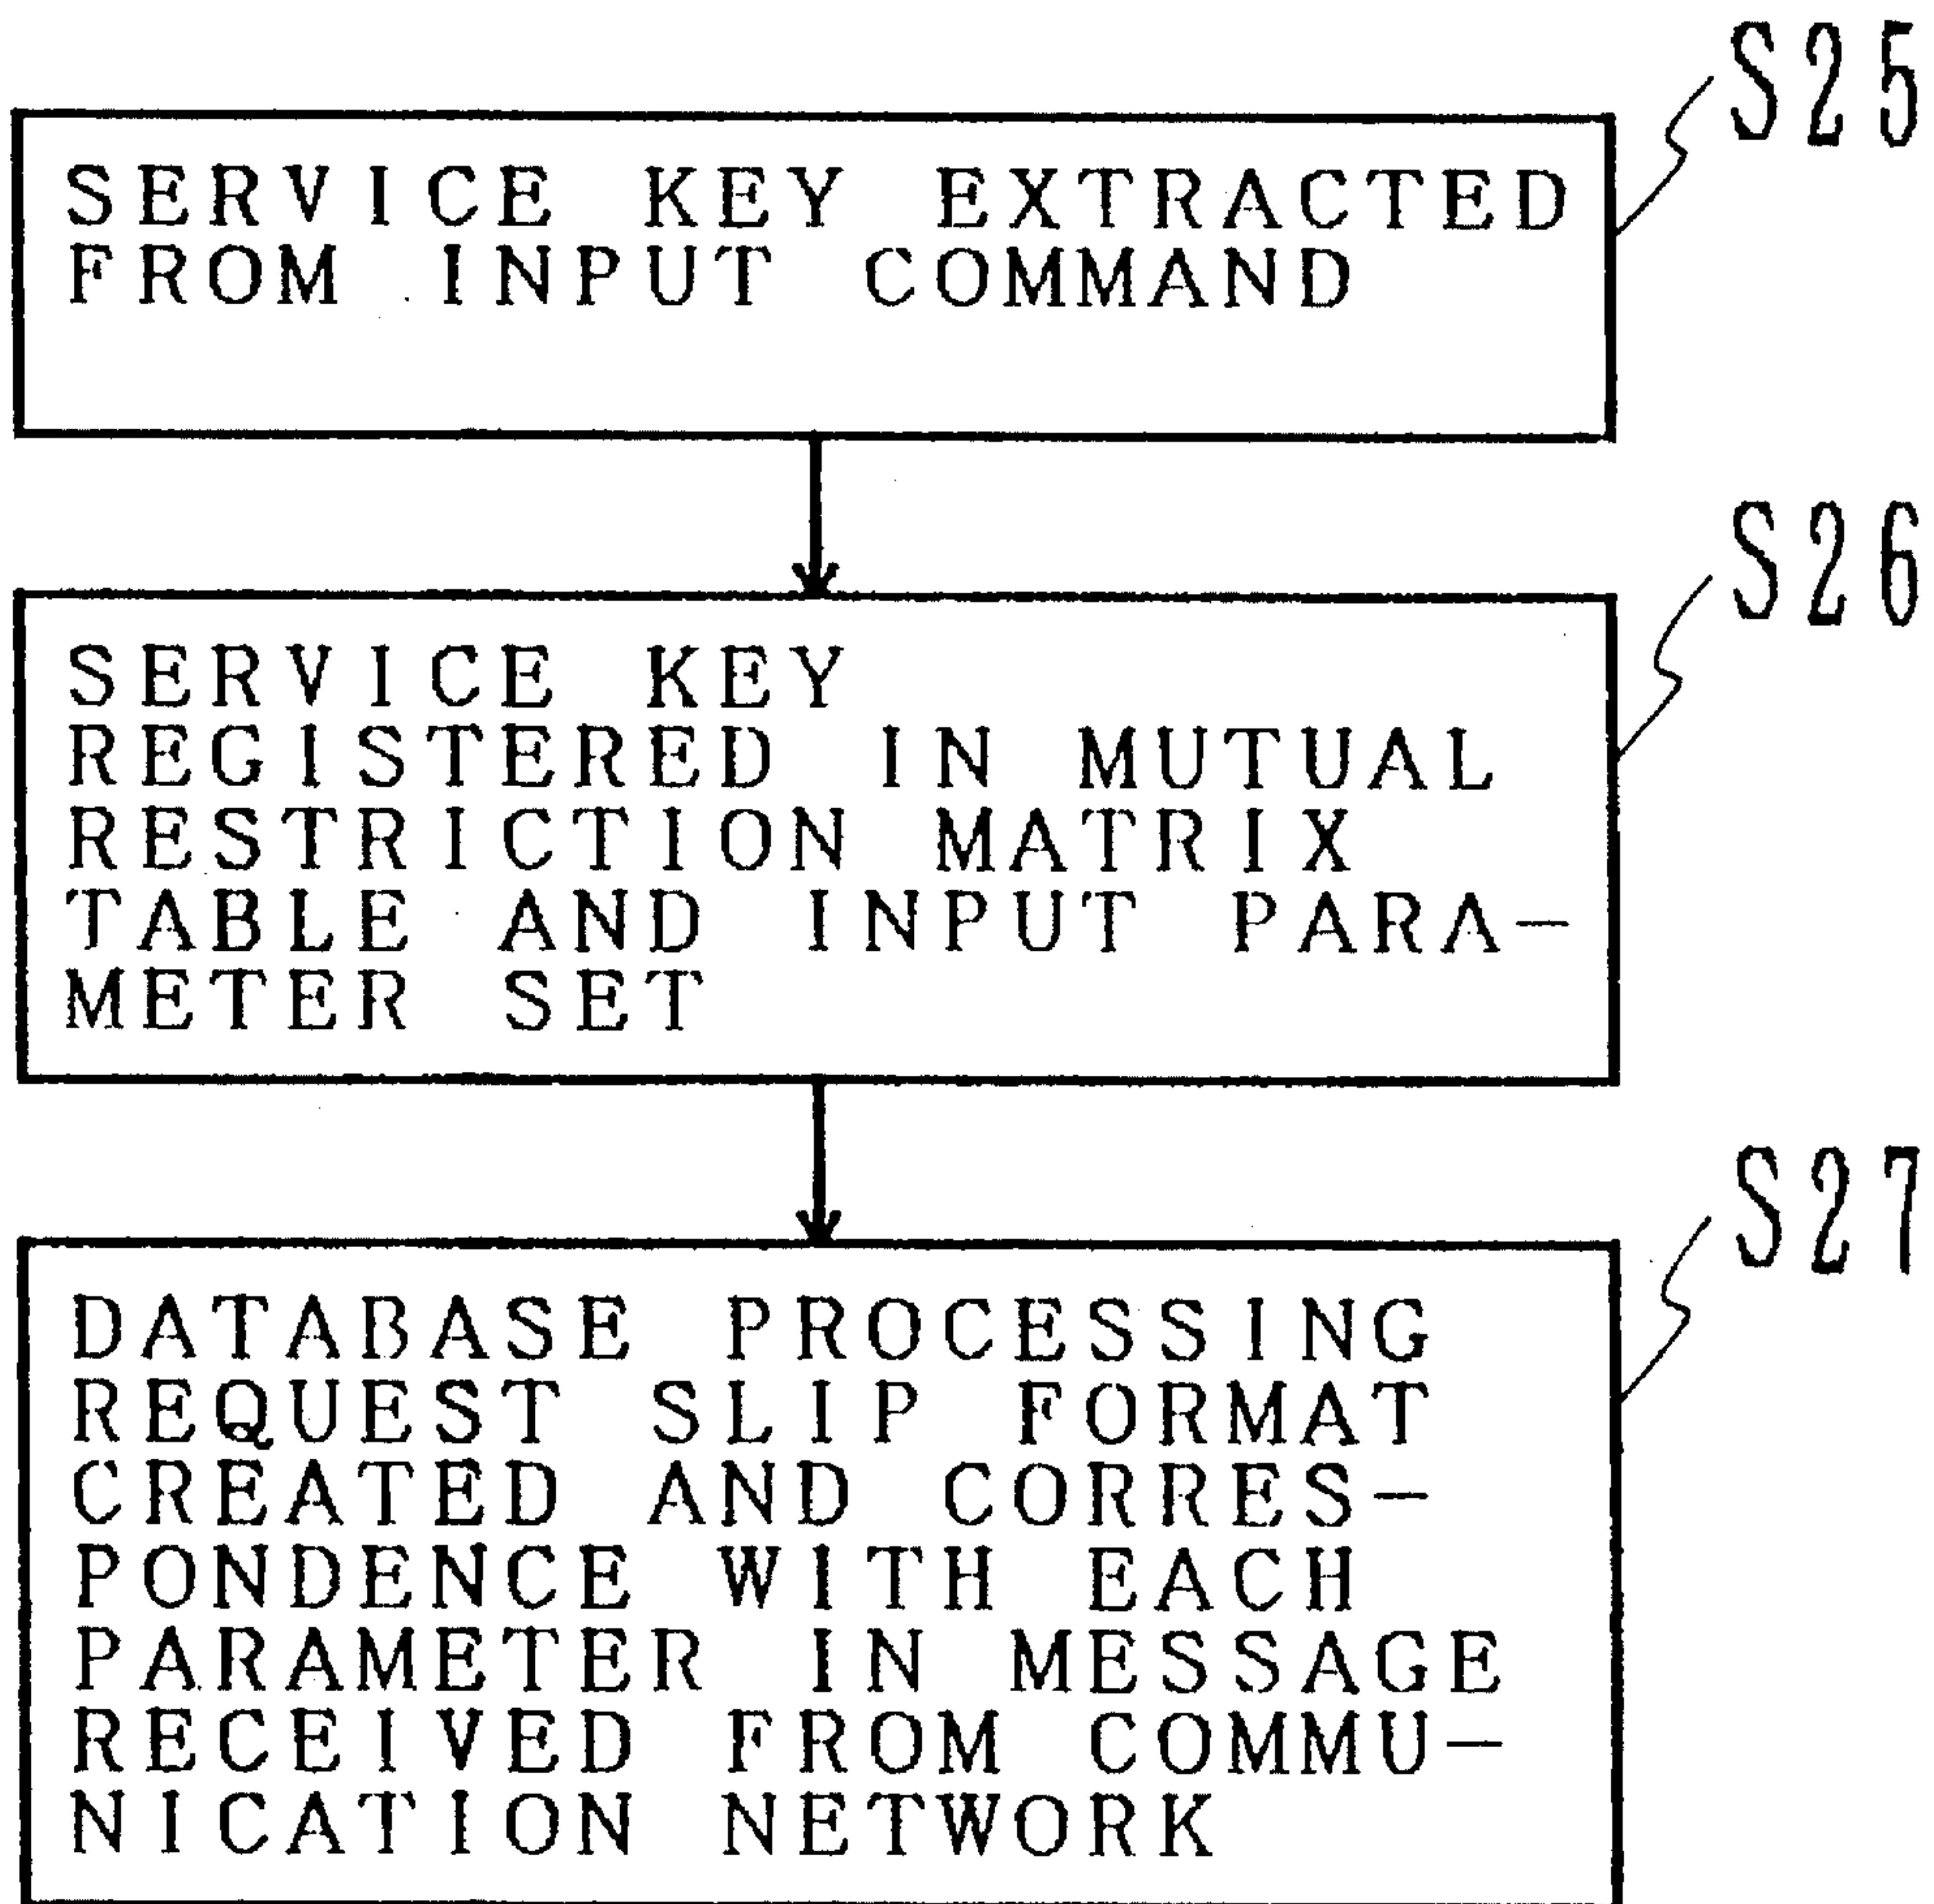 S25
SERVICE KEY EXTRACTED
FROM INPUT COMMAND
S26
SERVICE KEY
REGISTERED IN MUTUAL
RESTRICTION MATRIX
TABLE AND INPUT PARA-
METER SET
S27
DATABASE PROCESSING
REQUEST SLIP FORMAT
CREATED AND CORRES-
PONDENCE WITH EACH
PARAMETER IN MESSAGE
RECEIVED FROM COMMU-
NICATION NETWORK